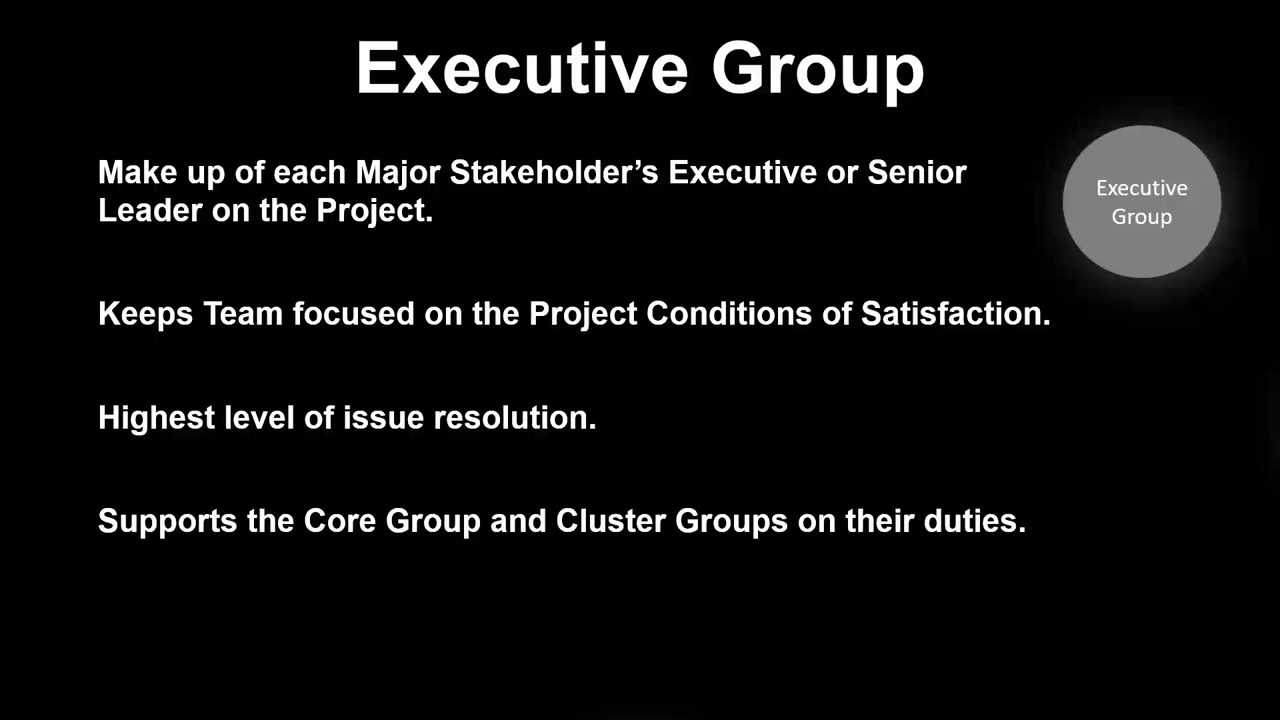 Executive Group
Make up of each Major Stakeholder’s Executive or Senior
Leader on the Project.
Executive
Group
Keeps Team focused on the Project Conditions of Satisfaction.
Highest level of issue resolution.
Supports the Core Group and Cluster Groups on their duties.